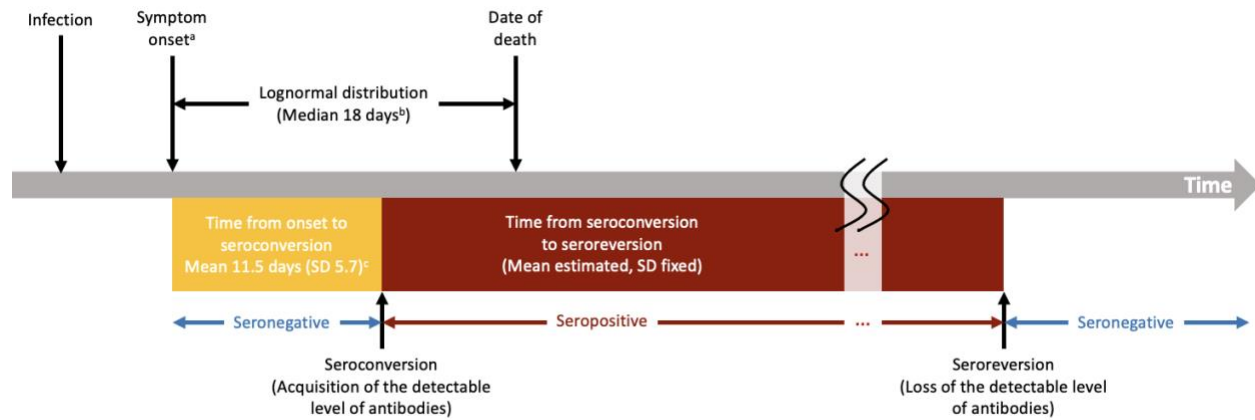 Infection
Symptom
onsetᵃ
Date of
death
Lognormal distribution
(Median 18 daysᵇ)
Time
Time from onset to
seroconversion
Mean 11.5 days (SD 5.7)ᶜ
Time from seroconversion
to seroreversion
(Mean estimated, SD fixed)
...
Seronegative
Seropositive
...
Seronegative
Seroconversion
(Acquisition of the detectable
level of antibodies)
Seroreversion
(Loss of the detectable level
of antibodies)